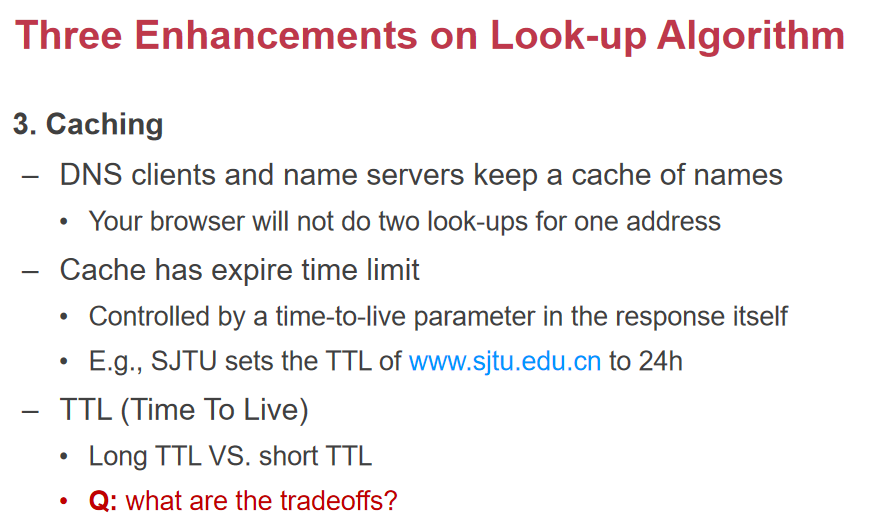 Three Enhancements on Look-up Algorithm
3. Caching
– DNS clients and name servers keep a cache of names
• Your browser will not do two look-ups for one address
– Cache has expire time limit
• Controlled by a time-to-live parameter in the response itself
• E.g., SJTU sets the TTL of www.sjtu.edu.cn to 24h
– TTL (Time To Live)
• Long TTL VS. short TTL
• Q: what are the tradeoffs?